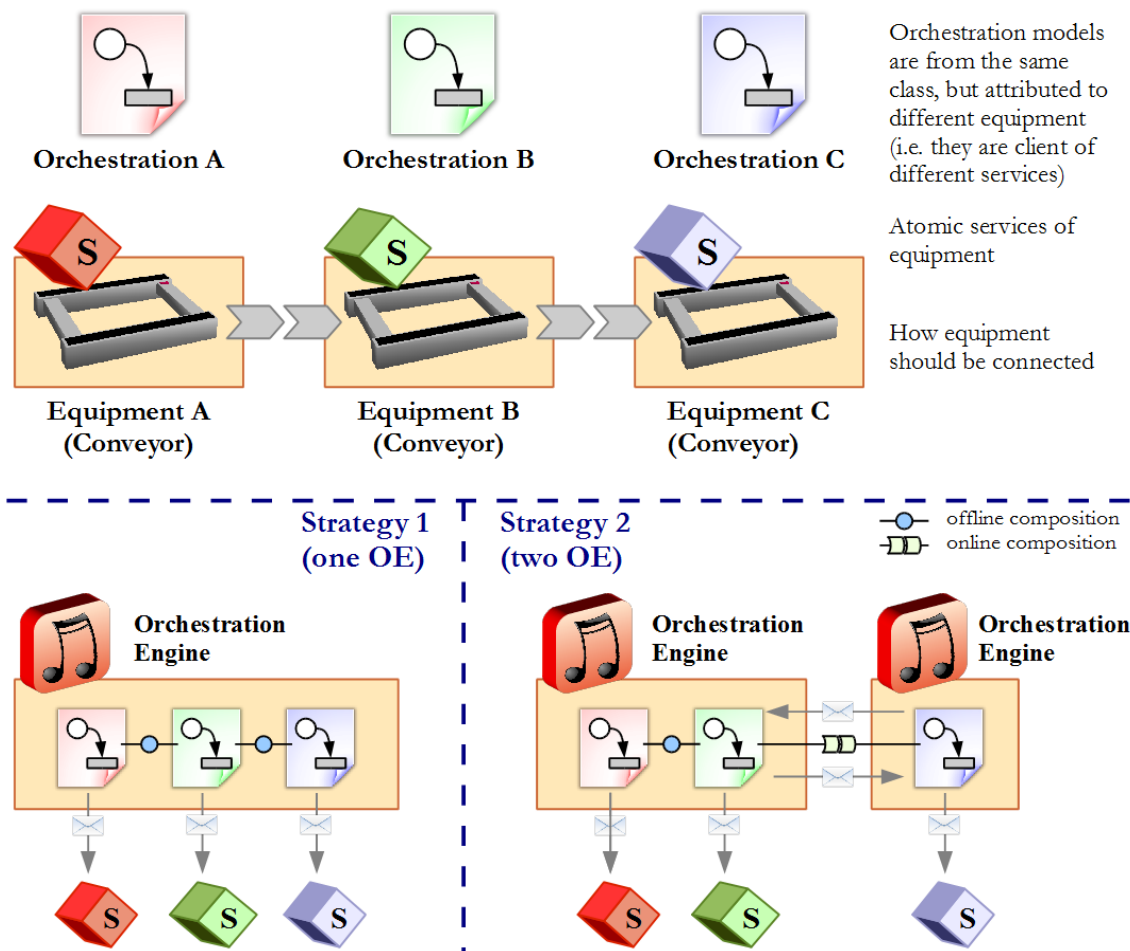 Orchestration models
are from the same
class, but attributed to
different equipment
(i.e. they are client of
different services)
Orchestration A
Orchestration B
Orchestration C
S
S
S
Atomic services of
equipment
How equipment
should be connected
Equipment A
(Conveyor)
Equipment B
(Conveyor)
Equipment C
(Conveyor)
Strategy 1
(one OE)
Strategy 2
(two OE)
offline composition
online composition
Orchestration
Engine
Orchestration
Engine
Orchestration
Engine
S
S
S
S
S
S